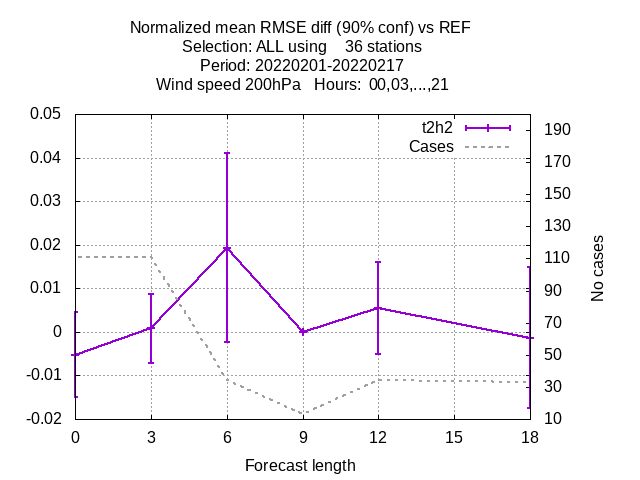 Normalized mean RMSE diff (90% conf) vs REF
Selection: ALL using 36 stations
Period: 20220201-20220217
Wind speed 200hPa Hours: 00,03,...,21
t2h2
Cases
0.05
0.04
0.03
0.02
0.01
0
-0.01
-0.02
190
170
150
130
110
90
70
50
30
10
No cases
0 3 6 9 12 15 18
Forecast length